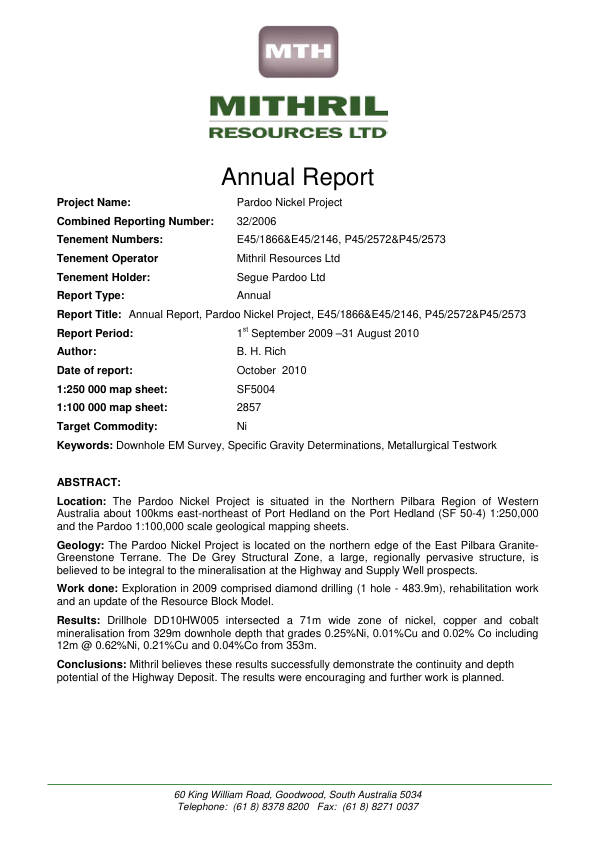 MTH
MITHRIL
RESOURCES LTD
Annual Report
Project Name: Pardoo Nickel Project
Combined Reporting Number: 32/2006
Tenement Numbers: E45/1866&E45/2146, P45/2572&P45/2573
Tenement Operator Mithril Resources Ltd
Tenement Holder: Segue Pardoo Ltd
Report Type: Annual
Report Title: Annual Report, Pardoo Nickel Project, E45/1866&E45/2146, P45/2572&P45/2573
Report Period: 1st September 2009 –31 August 2010
Author: B. H. Rich
Date of report: October 2010
1:250 000 map sheet: SF5004
1:100 000 map sheet: 2857
Target Commodity: Ni
Keywords: Downhole EM Survey, Specific Gravity Determinations, Metallurgical Testwork
ABSTRACT:
Location: The Pardoo Nickel Project is situated in the Northern Pilbara Region of Western
Australia about 100kms east-northeast of Port Hedland on the Port Hedland (SF 50-4) 1:250,000
and the Pardoo 1:100,000 scale geological mapping sheets.
Geology: The Pardoo Nickel Project is located on the northern edge of the East Pilbara Granite-
Greenstone Terrane. The De Grey Structural Zone, a large, regionally pervasive structure, is
believed to be integral to the mineralisation at the Highway and Supply Well prospects.
Work done: Exploration in 2009 comprised diamond drilling (1 hole - 483.9m), rehabilitation work
and an update of the Resource Block Model.
Results: Drillhole DD10HW005 intersected a 71m wide zone of nickel, copper and cobalt
mineralisation from 329m downhole depth that grades 0.25%Ni, 0.01%Cu and 0.02% Co including
12m @ 0.62%Ni, 0.21%Cu and 0.04%Co from 353m.
Conclusions: Mithril believes these results successfully demonstrate the continuity and depth
potential of the Highway Deposit. The results were encouraging and further work is planned.
60 King William Road, Goodwood, South Australia 5034
Telephone: (61 8) 8378 8200 Fax: (61 8) 8271 0037